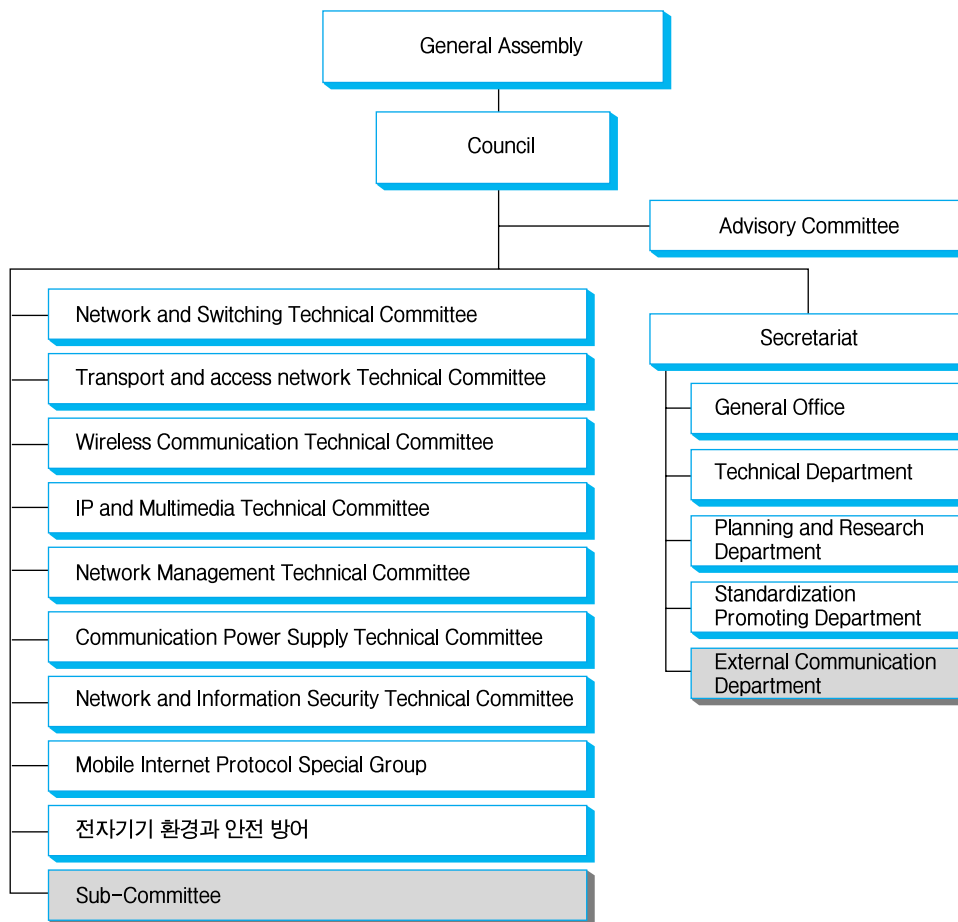 General Assembly
Council
Advisory Committee
Network and Switching Technical Committee
Transport and access network Technical Committee
Wireless Communication Technical Committee
IP and Multimedia Technical Committee
Network Management Technical Committee
Communication Power Supply Technical Committee
Network and Information Security Technical Committee
Mobile Internet Protocol Special Group
전자기기 환경과 안전 방어
Sub-Committee
Secretariat
General Office
Technical Department
Planning and Research
Department
Standardization
Promoting Department
External Communication
Department